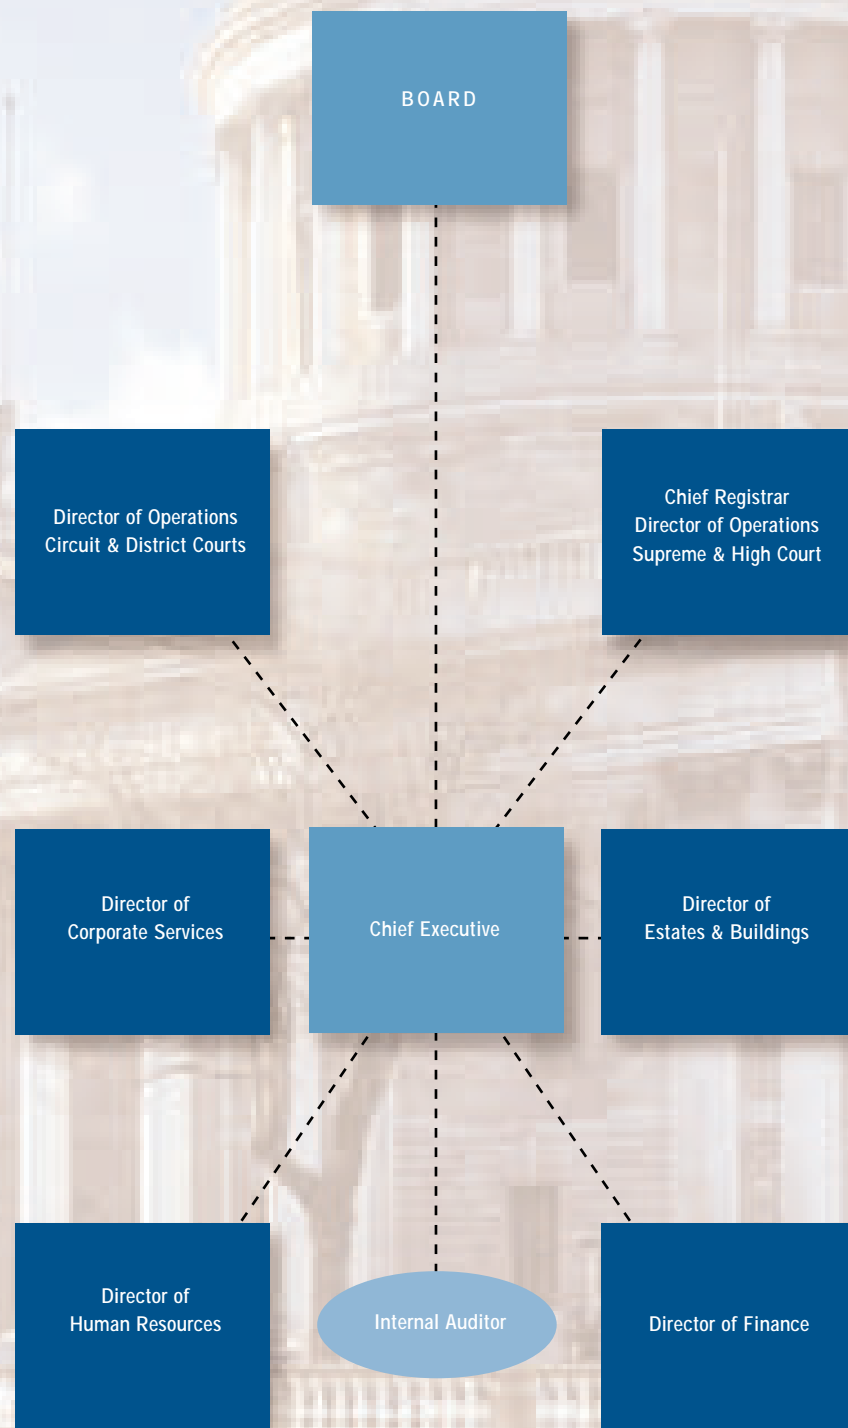 BOARD
Director of Operations
Circuit & District Courts
Chief Registrar
Director of Operations
Supreme & High Court
Director of
Corporate Services
Chief Executive
Director of
Estates & Buildings
Director of
Human Resources
Internal Auditor
Director of Finance